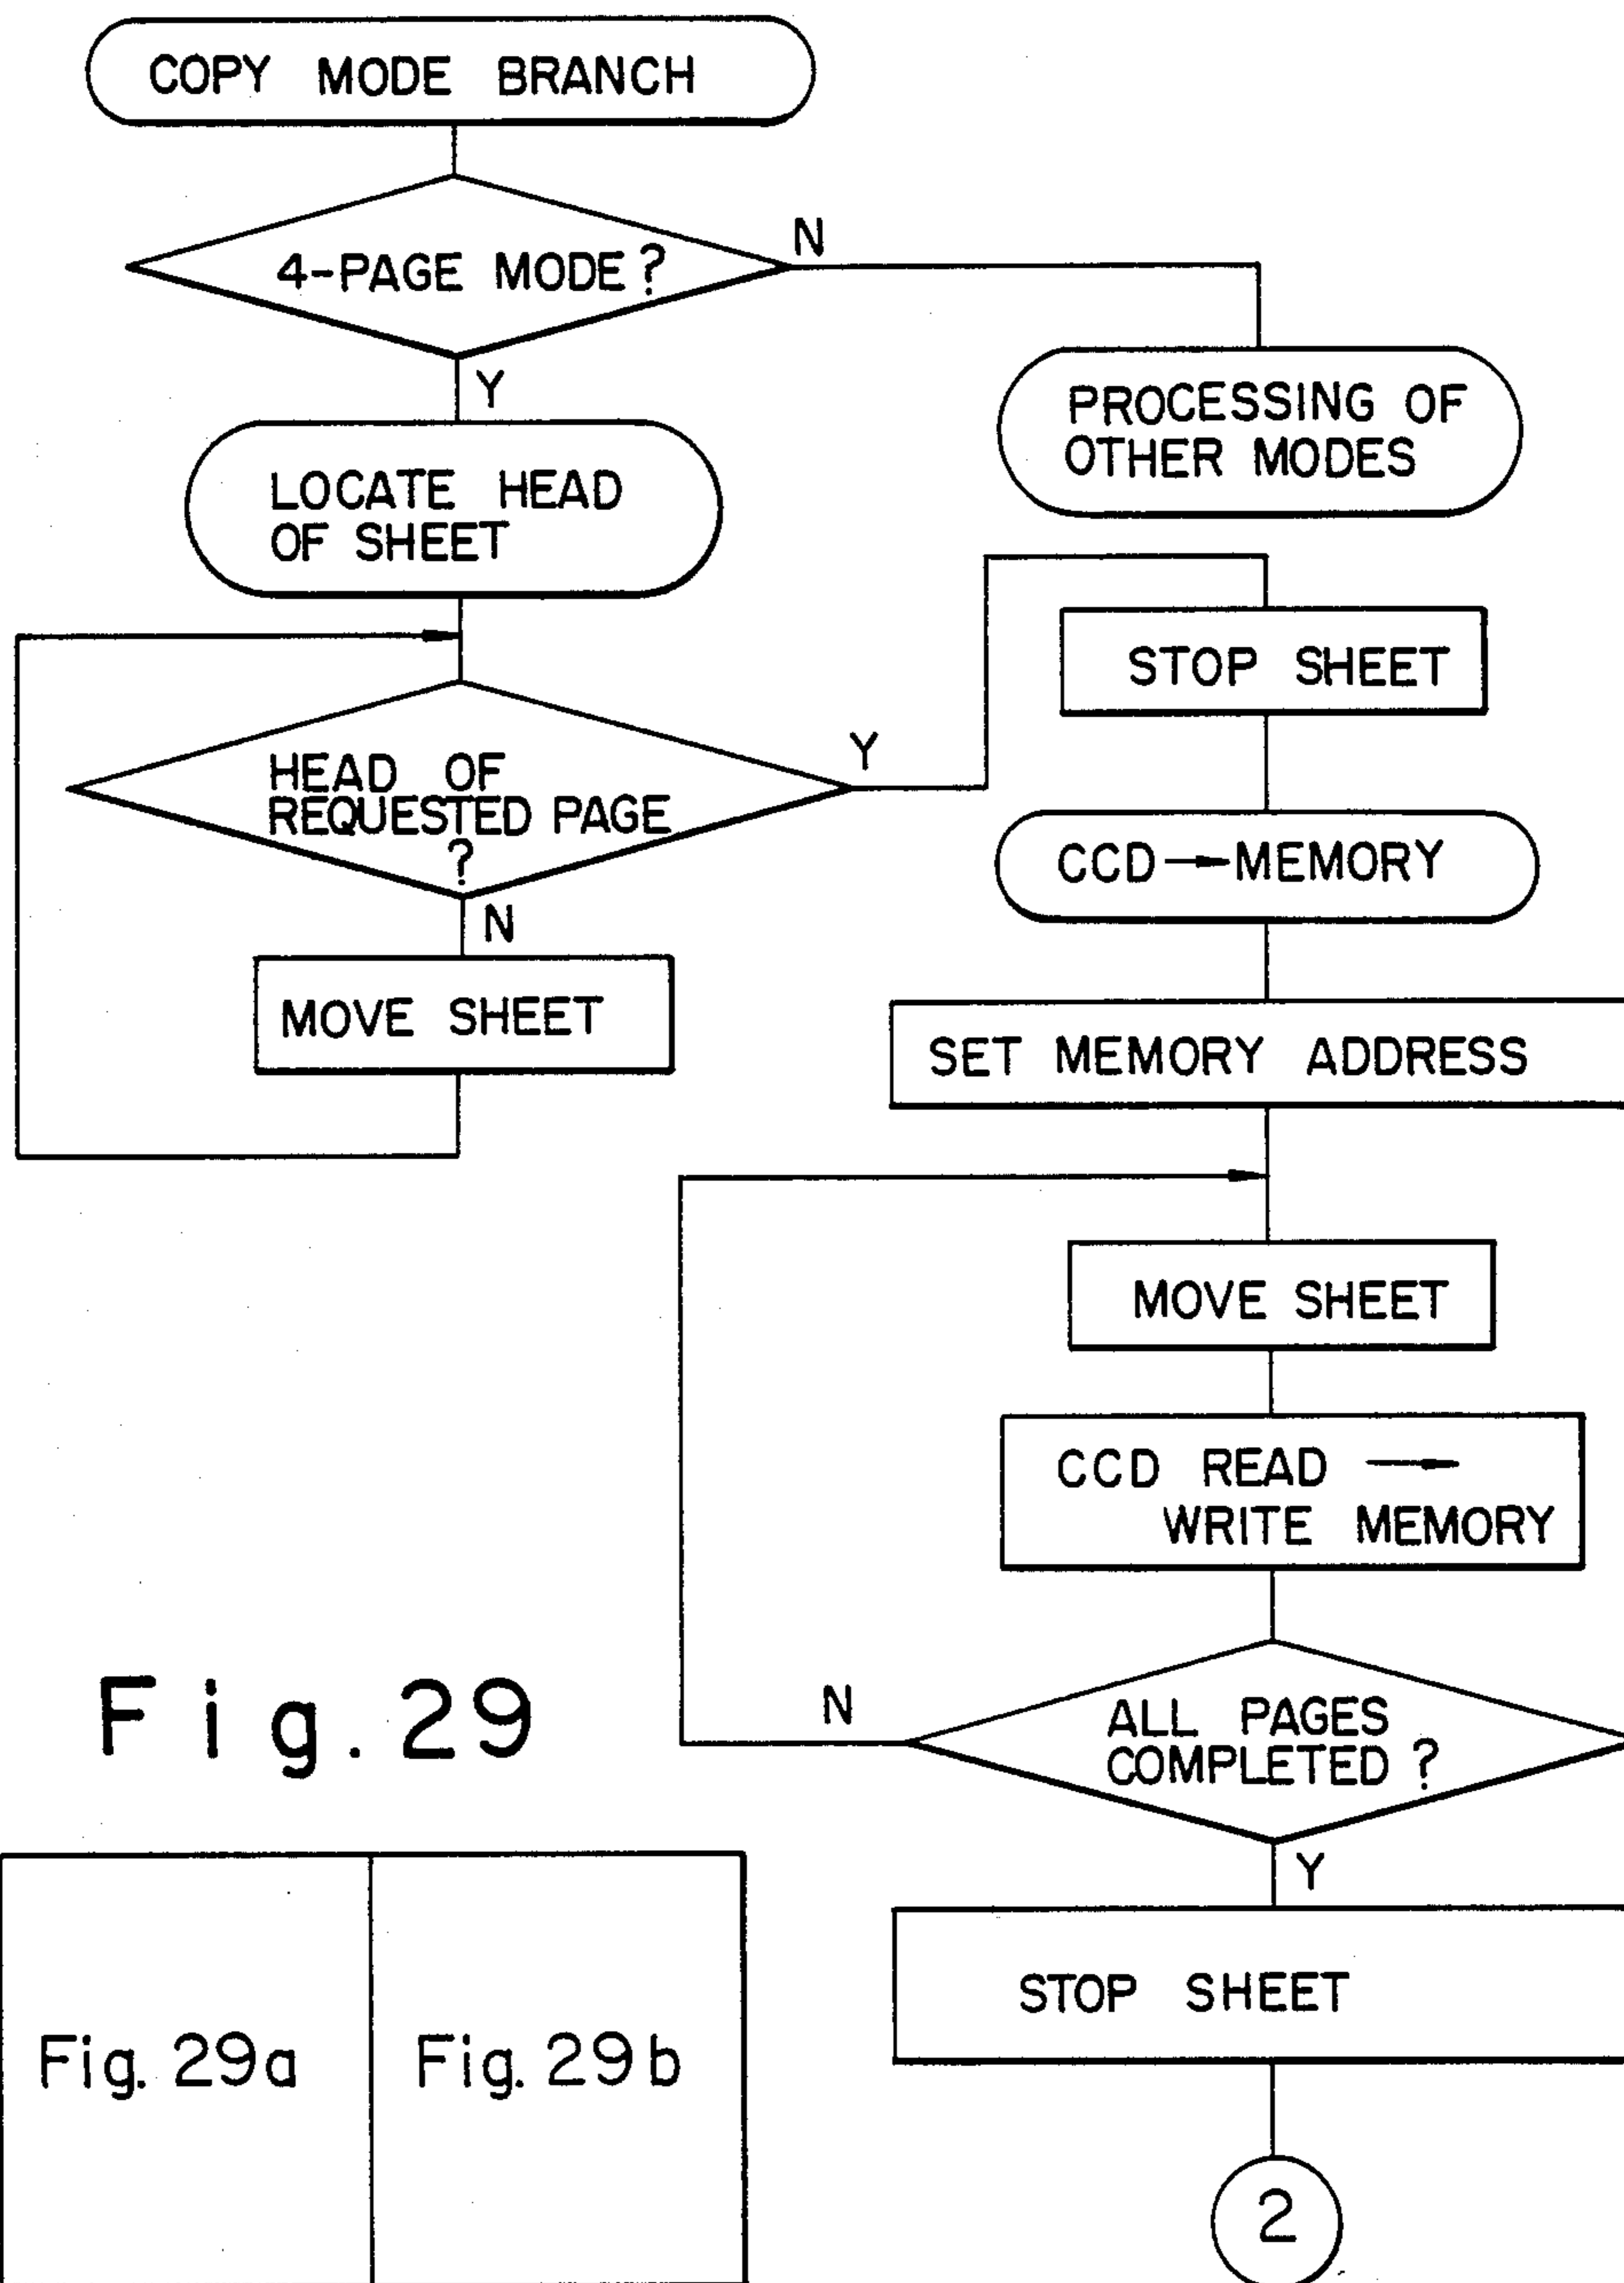 COPY MODE BRANCH
4-PAGE MODE ?
N
Y
PROCESSING OF
OTHER MODES
LOCATE HEAD
OF SHEET
HEAD OF
REQUESTED PAGE
?
Y
N
MOVE SHEET
STOP SHEET
CCD → MEMORY
SET MEMORY ADDRESS
MOVE SHEET
CCD READ →
WRITE MEMORY
ALL PAGES
COMPLETED ?
N
Y
STOP SHEET
2
Fig. 29
Fig. 29a
Fig. 29b